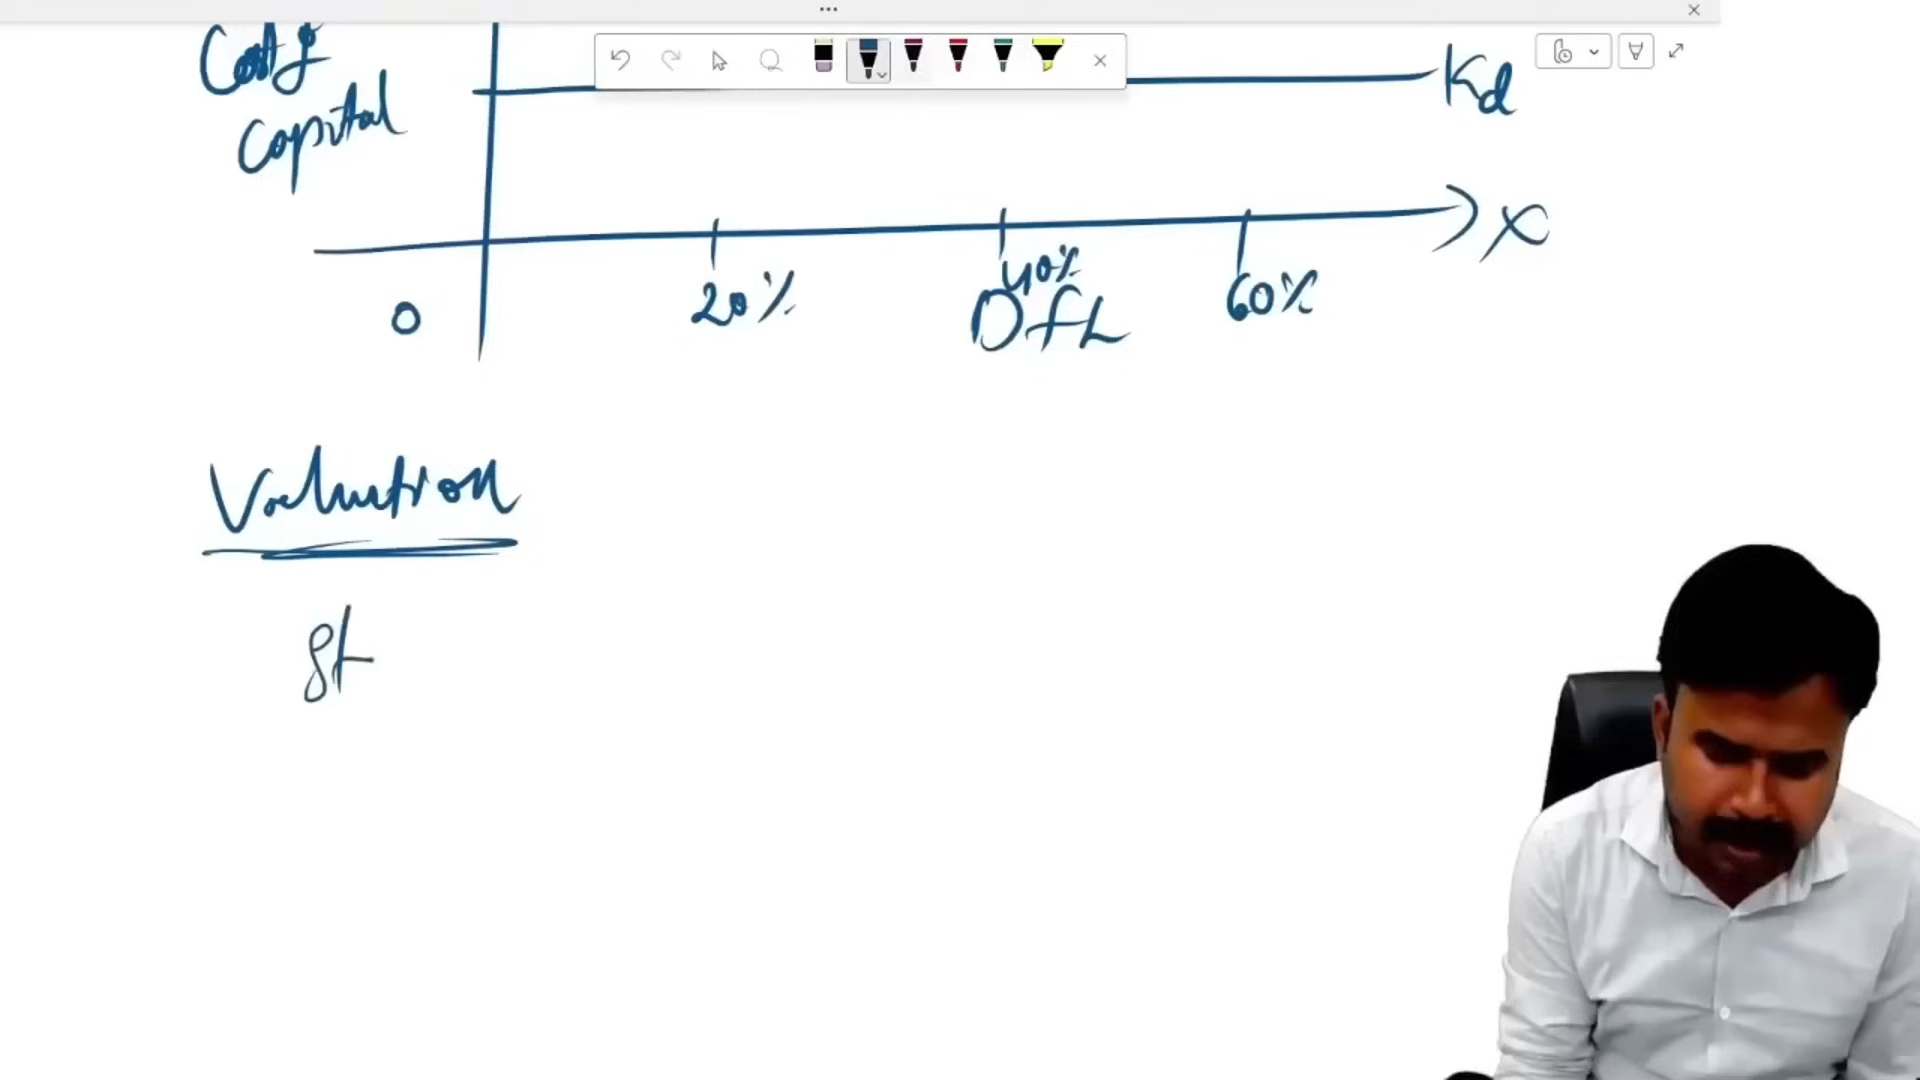 Cost of
Capital
Kd
X
0
20%
40%
60%
DfL
Valuation
St